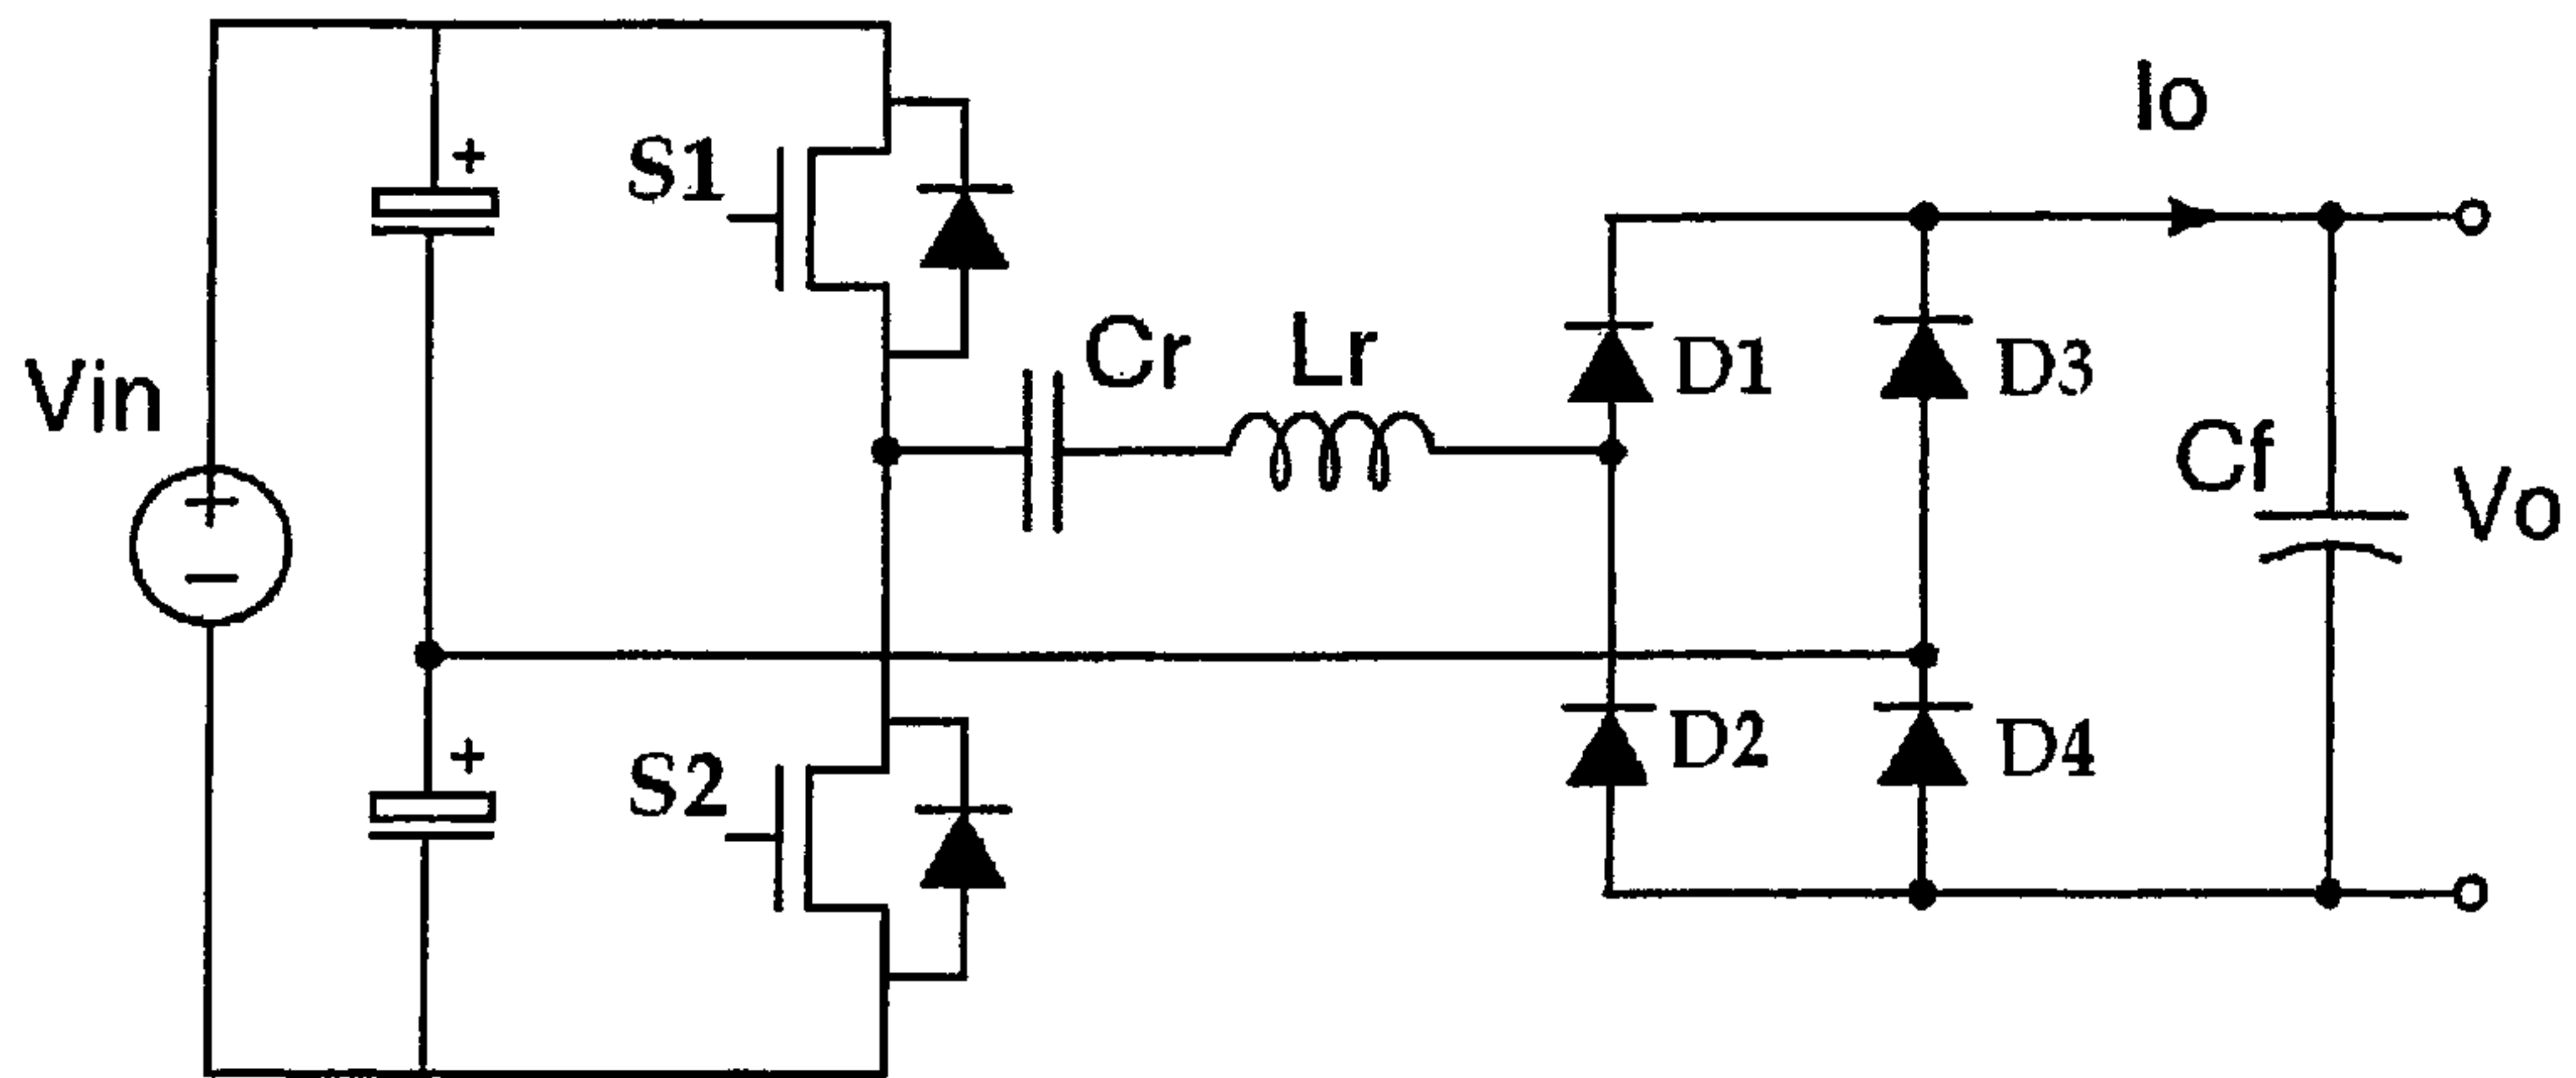 Io
S1
+
Cr
Lr
D1
D3
Vin
Cf
Vo
+
−
D2
D4
+
S2